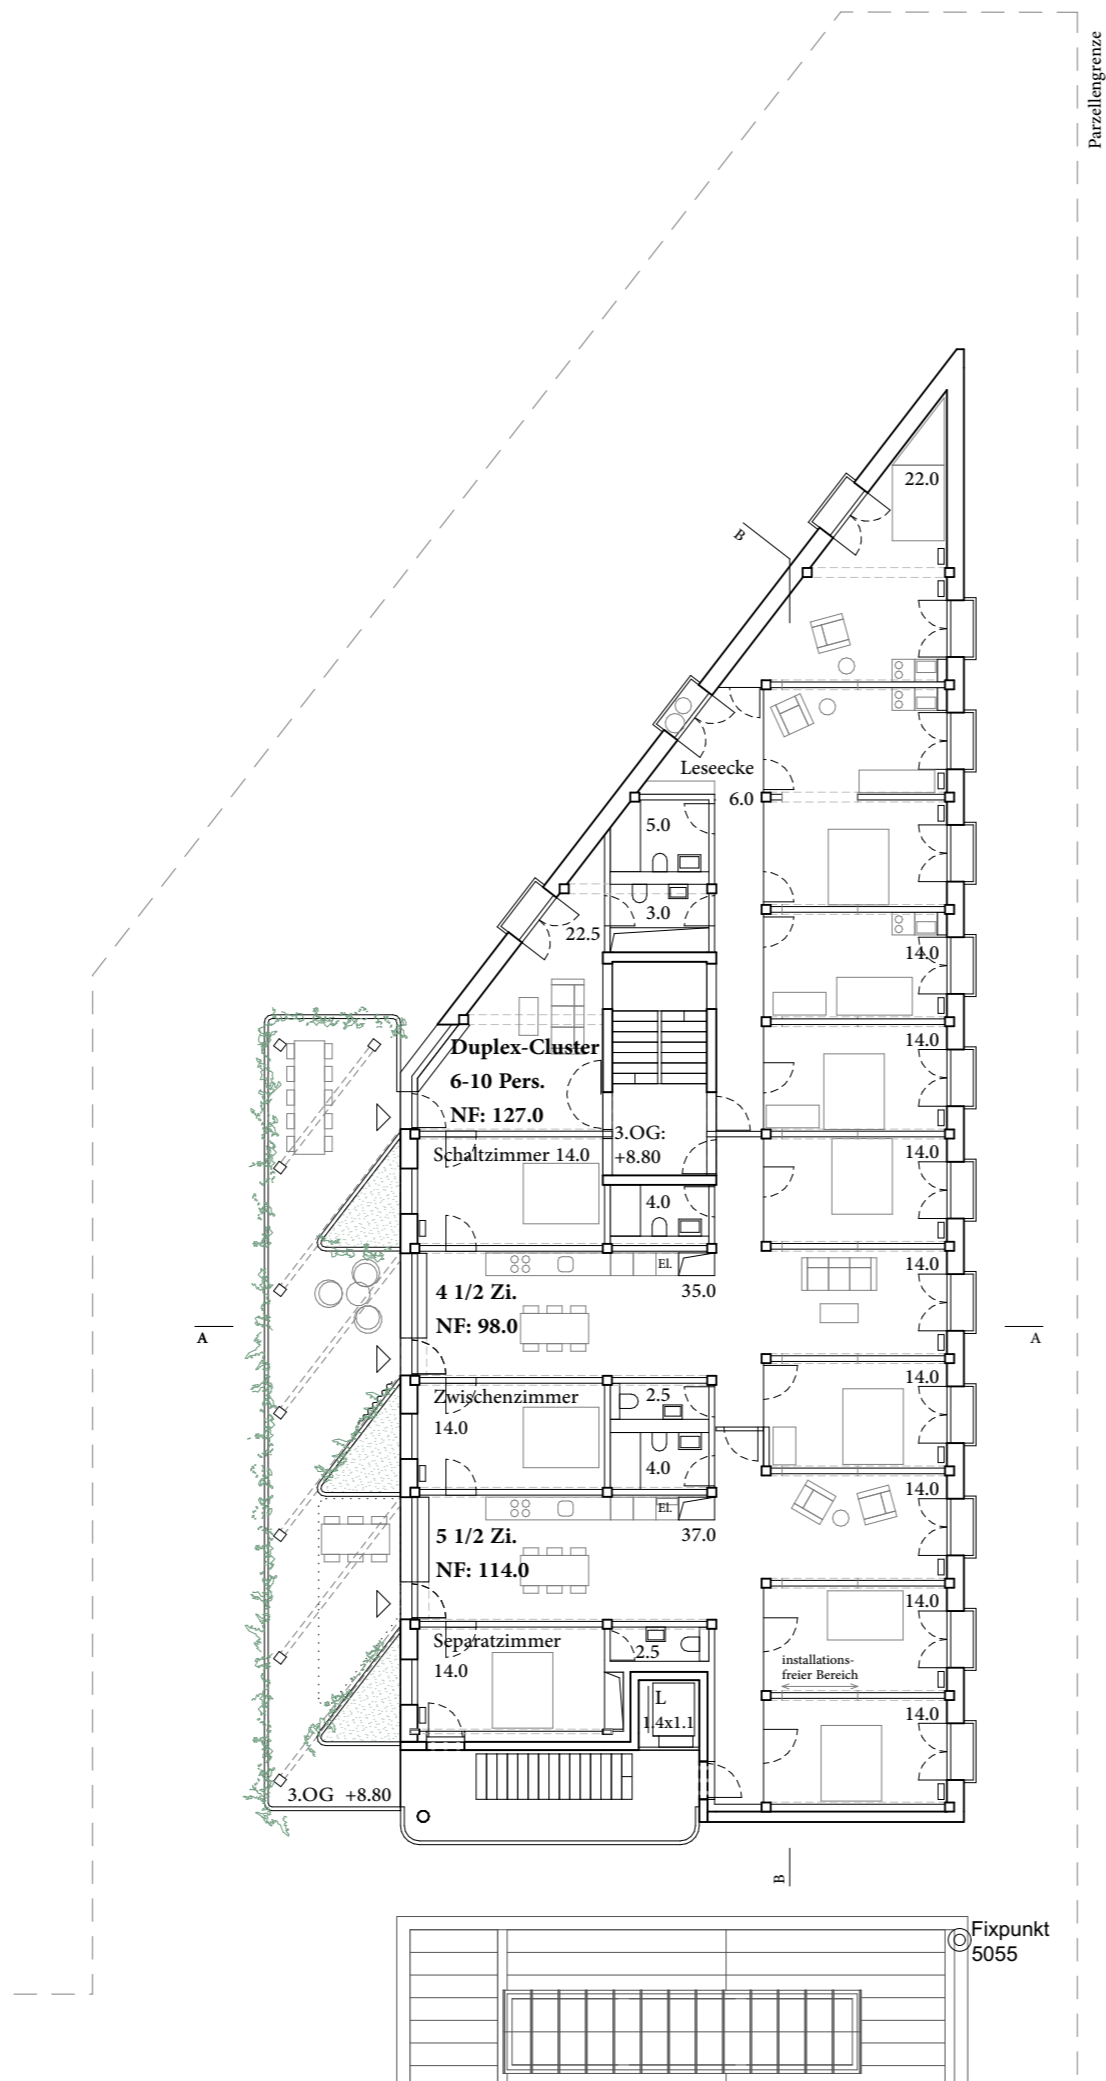 Parzellengrenze
22.0
B
Leseecke
6.0
5.0
3.0
22.5
14.0
14.0
Duplex-Cluster
6-10 Pers.
NF: 127.0
3.OG:
+8.80
Schaltzimmer 14.0
14.0
4.0
El.
14.0
4 1/2 Zi.
35.0
NF: 98.0
A
A
14.0
Zwischenzimmer
2.5
14.0
4.0
14.0
El.
5 1/2 Zi.
37.0
NF: 114.0
14.0
Separatzimmer
2.5
14.0
installations-
freier Bereich
L
1.4x1.1
14.0
3.OG +8.80
B
Fixpunkt
5055